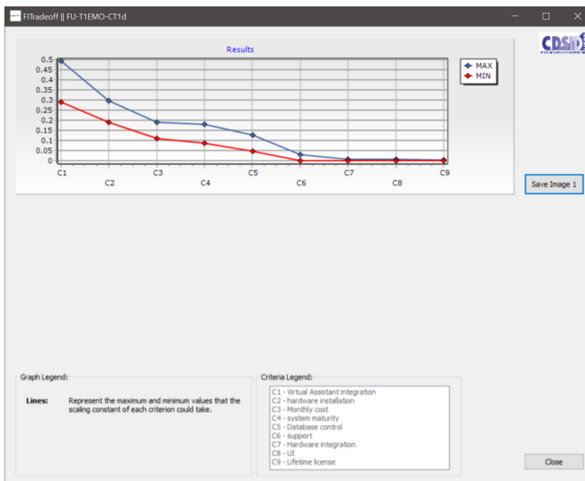 FITradeoff || FU-T1EMO-CT1d
CDSID
Results
MAX
MIN
0.5
0.45
0.4
0.35
0.3
0.25
0.2
0.15
0.1
0.05
0
C1
C2
C3
C4
C5
C6
C7
C8
C9
Save Image 1
Graph Legend:
Lines: Represent the maximum and minimum values that the
scaling constant of each criterion could take.
Criteria Legend:
C1 - Virtual Assistant integration
C2 - hardware installation
C3 - Monthly cost
C4 - system maturity
C5 - Database control
C6 - support
C7 - Hardware integration
C8 - UI
C9 - Lifetime license
Close